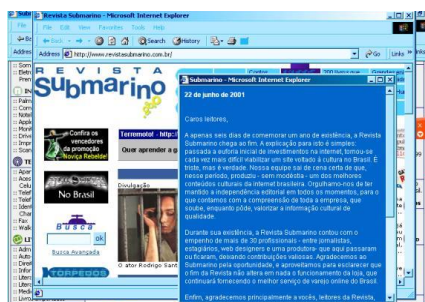 Revista Submarino - Microsoft Internet Explorer
File Edit View Favorites Tools Help
Search History
Address http://www.revistasubmarino.com.br/ Go Links »
REVISTA
Submarino
Confira os
vencedores
da promoção
Noviça Rebelde!
Terremoto! - http:/
Quer aprender a
No Brasil
BUSCA
ok
Busca Avançada
TORPEDOS
Divulgação
O ator Rodrigo Sant
Submarino - Microsoft Internet Explorer
22 de junho de 2001
Caros leitores,
A apenas seis dias de comemorar um ano de existência, a Revista
Submarino chega ao fim. A explicação para isto é simples:
passada a euforia inicial de investimentos na internet, tornou-se
cada vez mais difícil viabilizar um site voltado à cultura no Brasil. É
triste, mas é verdade. Nossa equipe sai de cena certa de que,
nesse período, produziu - sem modéstia - um dos melhores
conteúdos culturais da internet brasileira. Orgulhamo-nos de ter
mantido a independência editorial em todos os momentos, para o
que contamos com a compreensão de toda a empresa, que
soube, enquanto pôde, valorizar a informação cultural de
qualidade.
Durante sua existência, a Revista Submarino contou com o
empenho de mais de 30 profissionais - entre jornalistas,
estagiários, web designers e uma produtora- que aqui passaram
ou ficaram, deixando contribuições valiosas. Agradecemos ao
Submarino pela oportunidade, e aproveitamos para esclarecer que
o fim da Revista não altera em nada o funcionamento da loja, que
continuará fornecendo o melhor serviço de varejo online do Brasil.
Enfim, agradecemos principalmente a vocês, leitores da Revista,